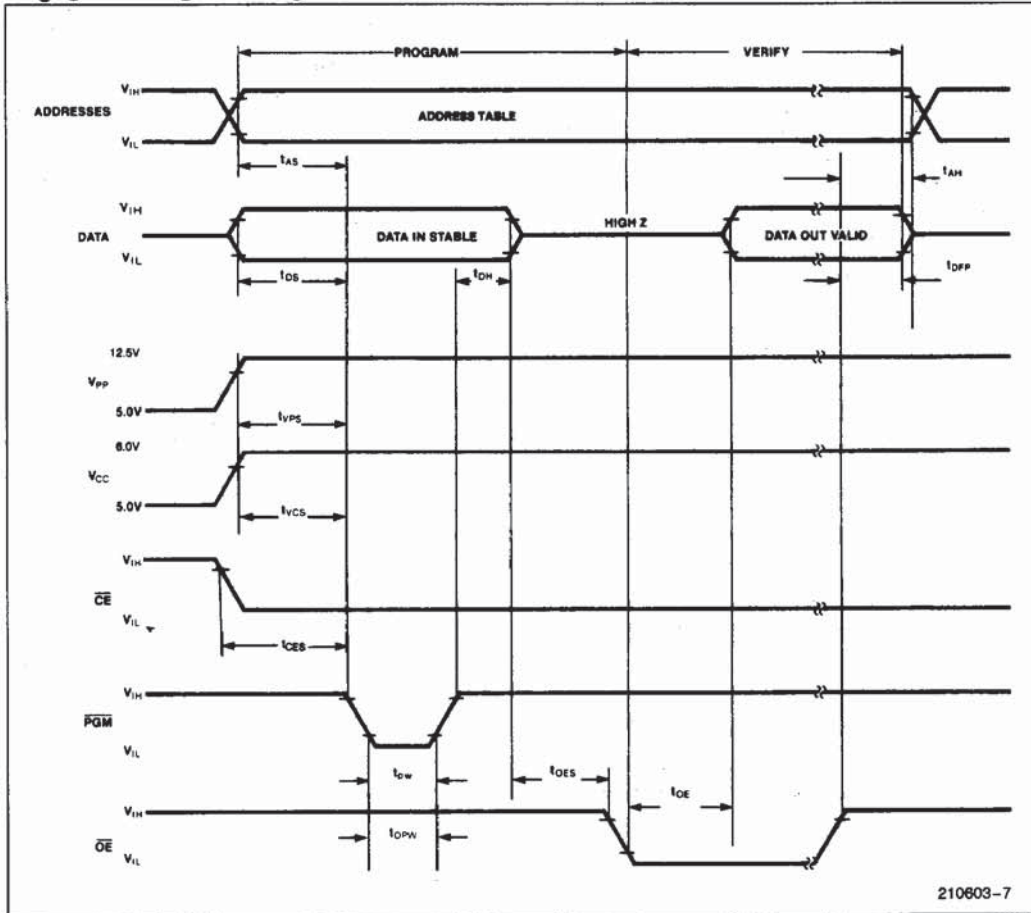 PROGRAM VERIFY
VIH
ADDRESSES ADDRESS TABLE
VIL
tAS tAH
VIH
DATA DATA IN STABLE HIGH Z DATA OUT VALID
VIL
tDS tDH tDFP
12.5V
VPP
5.0V
tVPS
6.0V
VCC
5.0V
tVCS
VIH
CE
VIL
tCES
VIH
PGM
VIL
tPW tOES tOE
VIH
tOPW
OE
VIL
210603-7